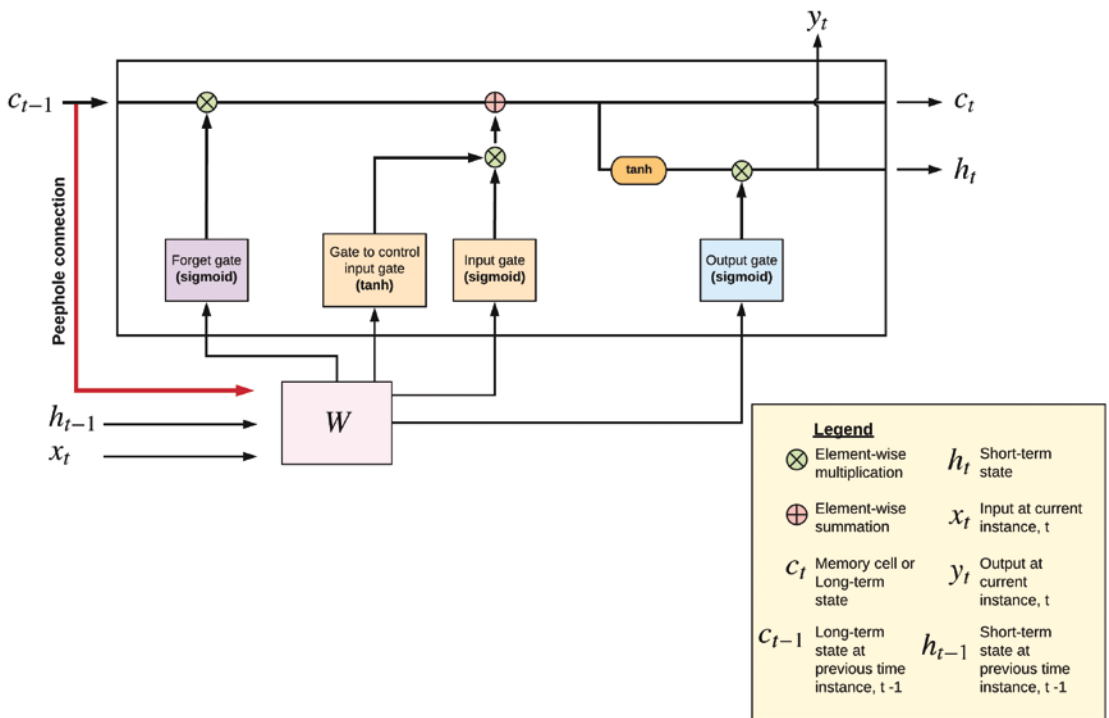 y_t
c_{t-1}
c_t
tanh
h_t
Peephole connection
Forget gate
(sigmoid)
Gate to control
input gate
(tanh)
Input gate
(sigmoid)
Output gate
(sigmoid)
h_{t-1}
x_t
W
Legend
Element-wise
multiplication
h_t Short-term
state
Element-wise
summation
x_t Input at current
instance, t
c_t Memory cell or
Long-term
state
y_t Output at
current
instance, t
c_{t-1} Long-term
state at
previous time
instance, t -1
h_{t-1} Short-term
state at
previous time
instance, t -1